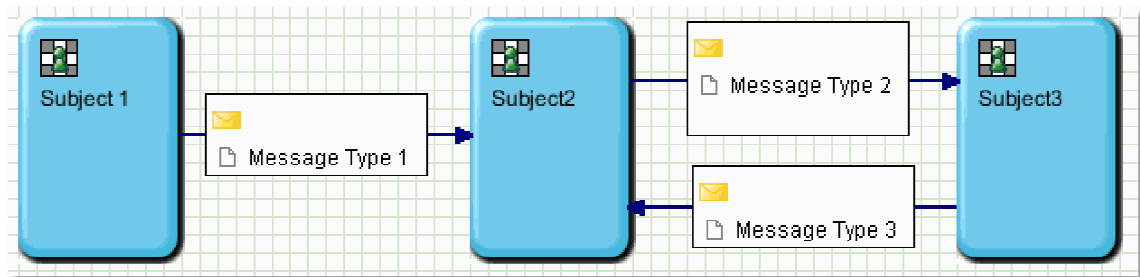 Subject 1
Message Type 1
Subject2
Message Type 2
Message Type 3
Subject3